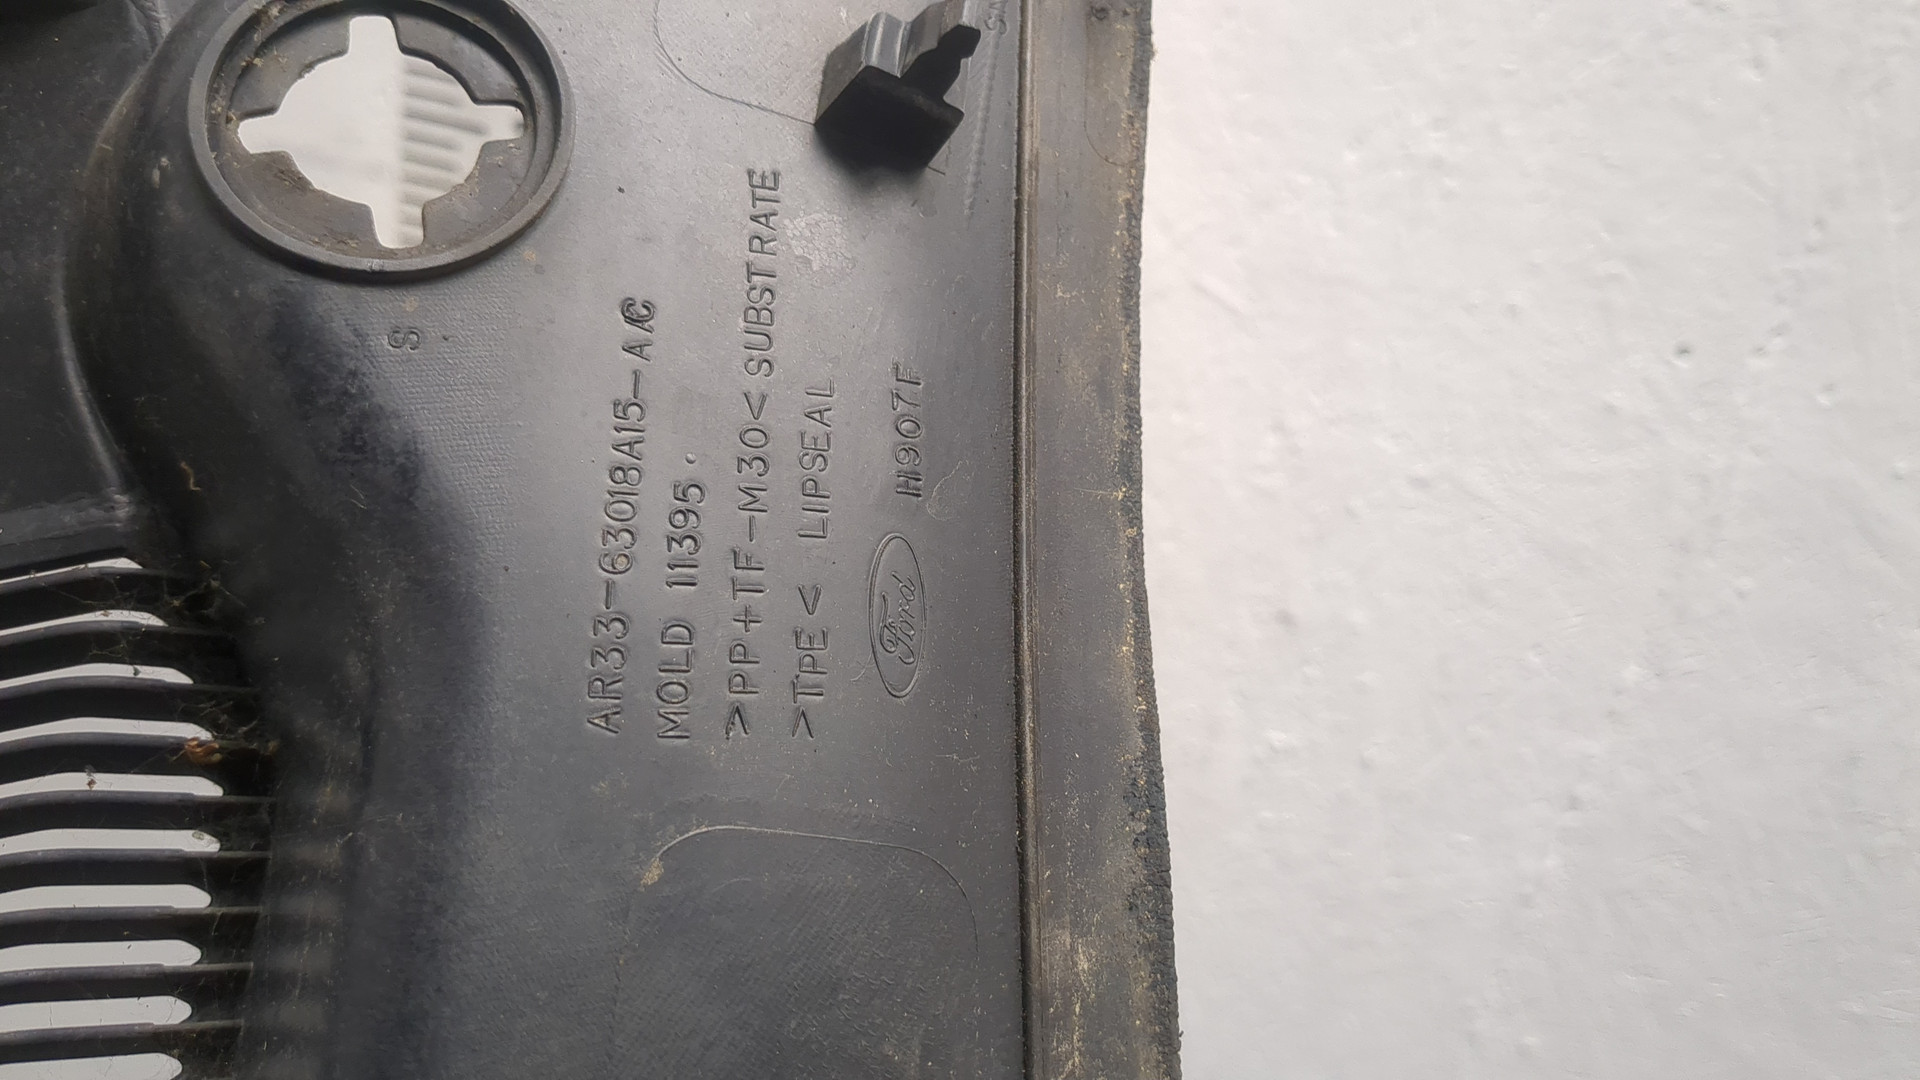 AR33-63018A15-AC
MOLD 11395.
>PP+TF-M30< SUBSTRATE
>TPE< LIPSEAL
Ford H907F
S